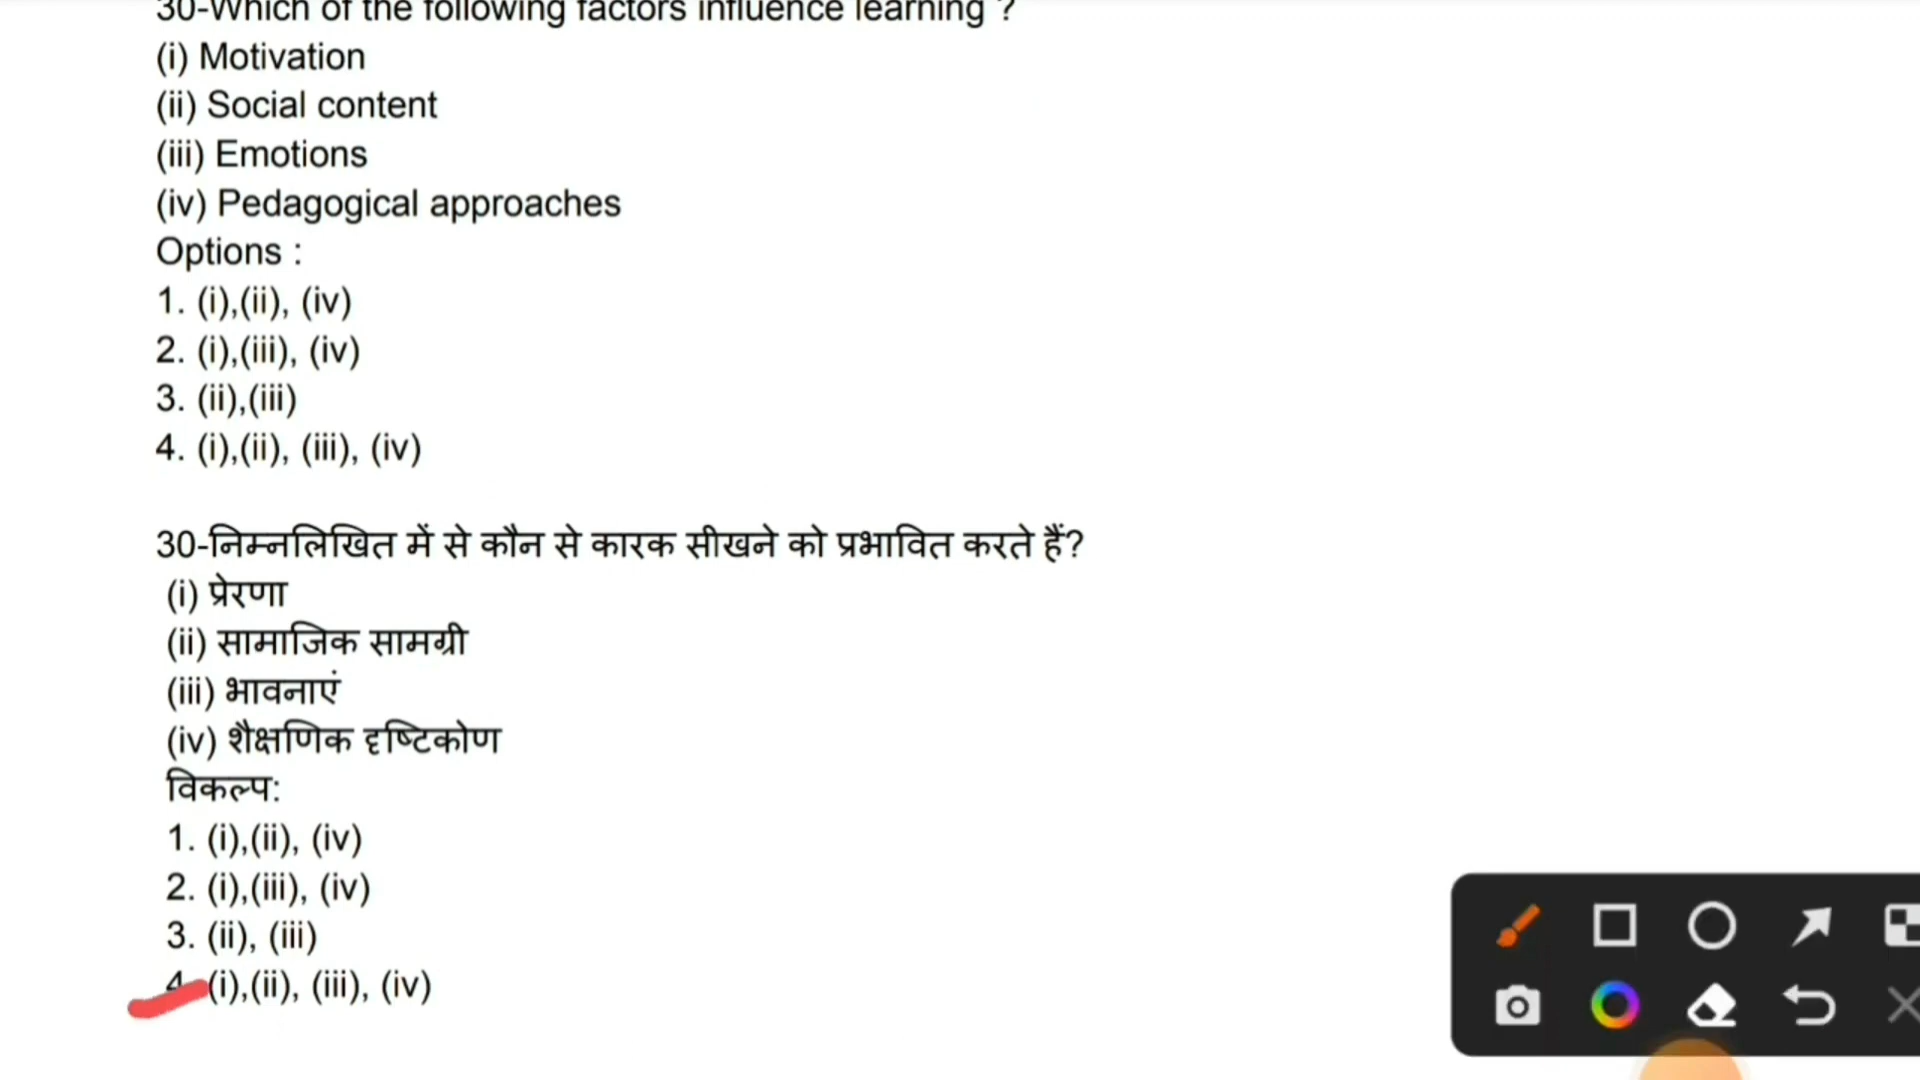 30-Which of the following factors influence learning ?
(i) Motivation
(ii) Social content
(iii) Emotions
(iv) Pedagogical approaches
Options :
1. (i),(ii), (iv)
2. (i),(iii), (iv)
3. (ii),(iii)
4. (i),(ii), (iii), (iv)
30-निम्नलिखित में से कौन से कारक सीखने को प्रभावित करते हैं?
(i) प्रेरणा
(ii) सामाजिक सामग्री
(iii) भावनाएं
(iv) शैक्षणिक दृष्टिकोण
विकल्प:
1. (i),(ii), (iv)
2. (i),(iii), (iv)
3. (ii), (iii)
4. (i),(ii), (iii), (iv)